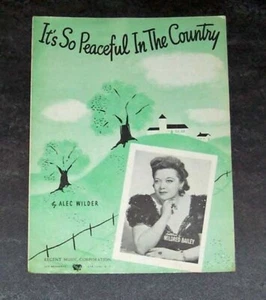 It's So Peaceful In The Country
by ALEC WILDER
MILDRED BAILEY
REGENT MUSIC CORPORATION